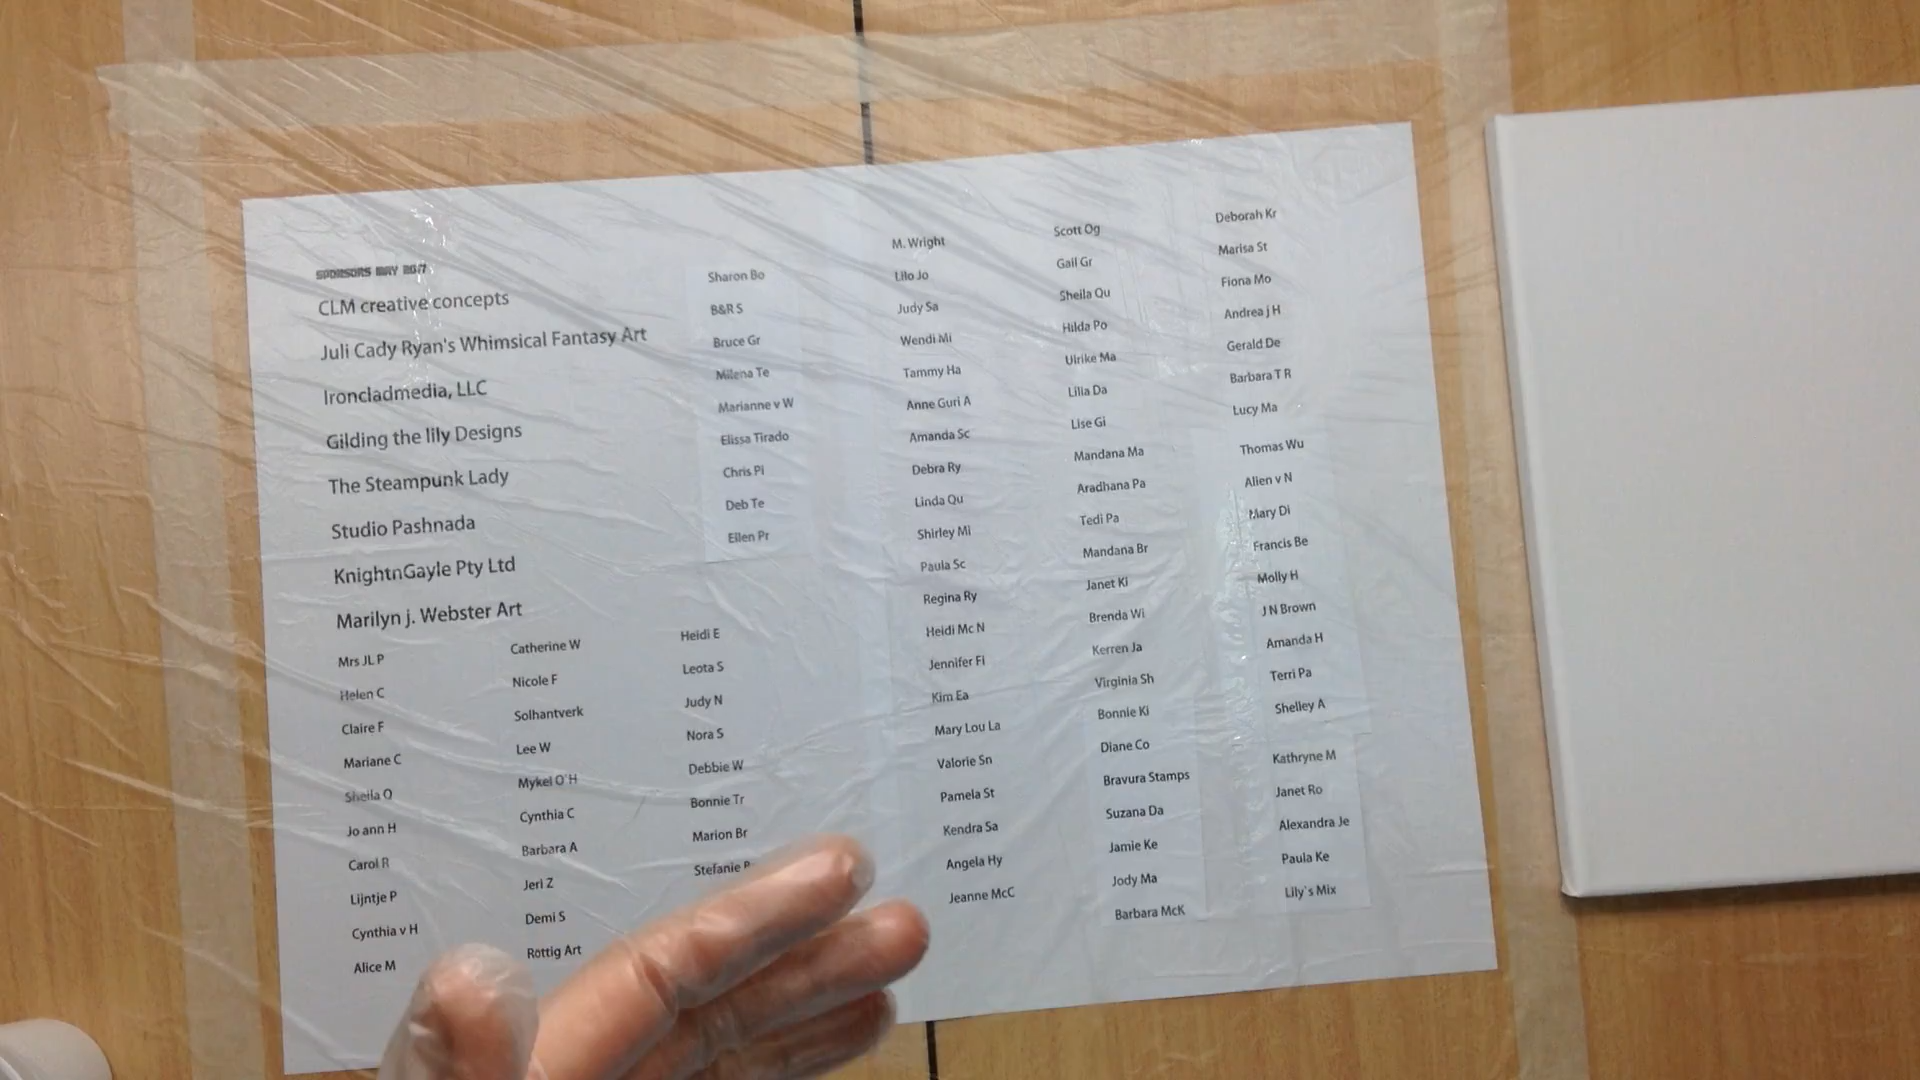 SPONSORS MAY 2017
CLM creative concepts
Juli Cady Ryan's Whimsical Fantasy Art
Ironcladmedia, LLC
Gilding the lily Designs
The Steampunk Lady
Studio Pashnada
KnightnGayle Pty Ltd
Marilyn j. Webster Art
Mrs JL P
Helen C
Claire F
Mariane C
Sheila Q
Jo ann H
Carol R
Lijntje P
Cynthia v H
Alice M
Catherine W
Nicole F
Solhantverk
Lee W
Mykel O'H
Cynthia C
Barbara A
Jeri Z
Demi S
Rottig Art
Heidi E
Leota S
Judy N
Nora S
Debbie W
Bonnie Tr
Marion Br
Stefanie
Sharon Bo
B&R S
Bruce Gr
Milena Te
Marianne v W
Elissa Tirado
Chris Pi
Deb Te
Ellen Pr
M. Wright
Lilo Jo
Judy Sa
Wendi Mi
Tammy Ha
Anne Guri A
Amanda Sc
Debra Ry
Linda Qu
Shirley Mi
Paula Sc
Regina Ry
Heidi Mc N
Jennifer Fl
Kim Ea
Mary Lou La
Valorie Sn
Pamela St
Kendra Sa
Angela Hy
Jeanne McC
Scott Og
Gail Gr
Sheila Qu
Hilda Po
Ulrike Ma
Lilia Da
Lise Gi
Mandana Ma
Aradhana Pa
Tedi Pa
Mandana Br
Janet Ki
Brenda Wi
Kerren Ja
Virginia Sh
Bonnie Ki
Diane Co
Bravura Stamps
Suzana Da
Jamie Ke
Jody Ma
Barbara McK
Deborah Kr
Marisa St
Fiona Mo
Andrea j H
Gerald De
Barbara T R
Lucy Ma
Thomas Wu
Alien v N
Mary Di
Francis Be
Molly H
J N Brown
Amanda H
Terri Pa
Shelley A
Kathryne M
Janet Ro
Alexandra Je
Paula Ke
Lily's Mix